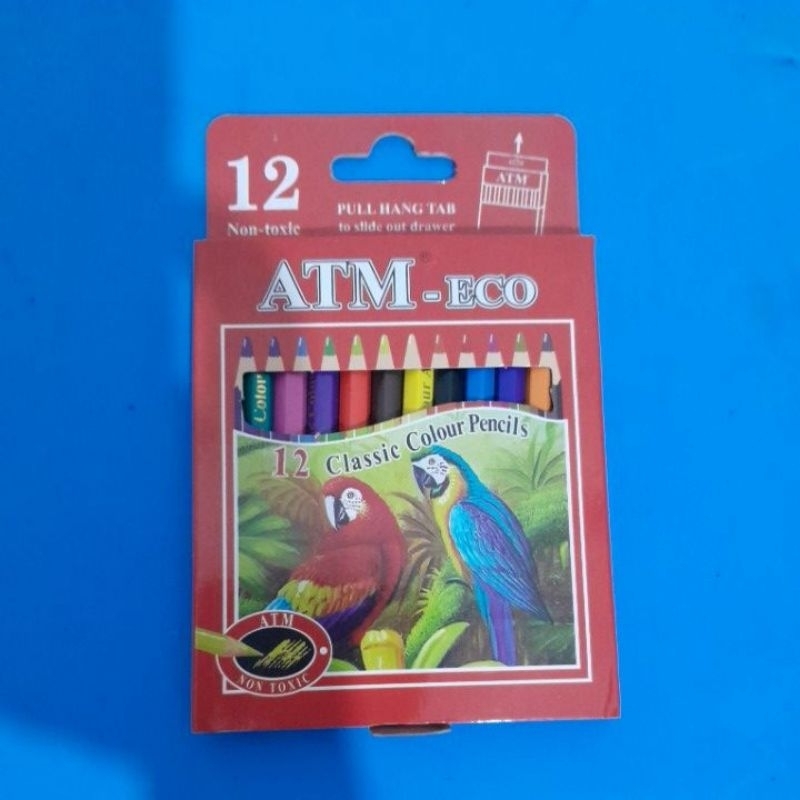 12
Non-toxic
PULL HANG TAB
to slide out drawer
ATM
ATM - ECO
®
Colour
12 Classic Colour Pencils
ATM
NON TOXIC